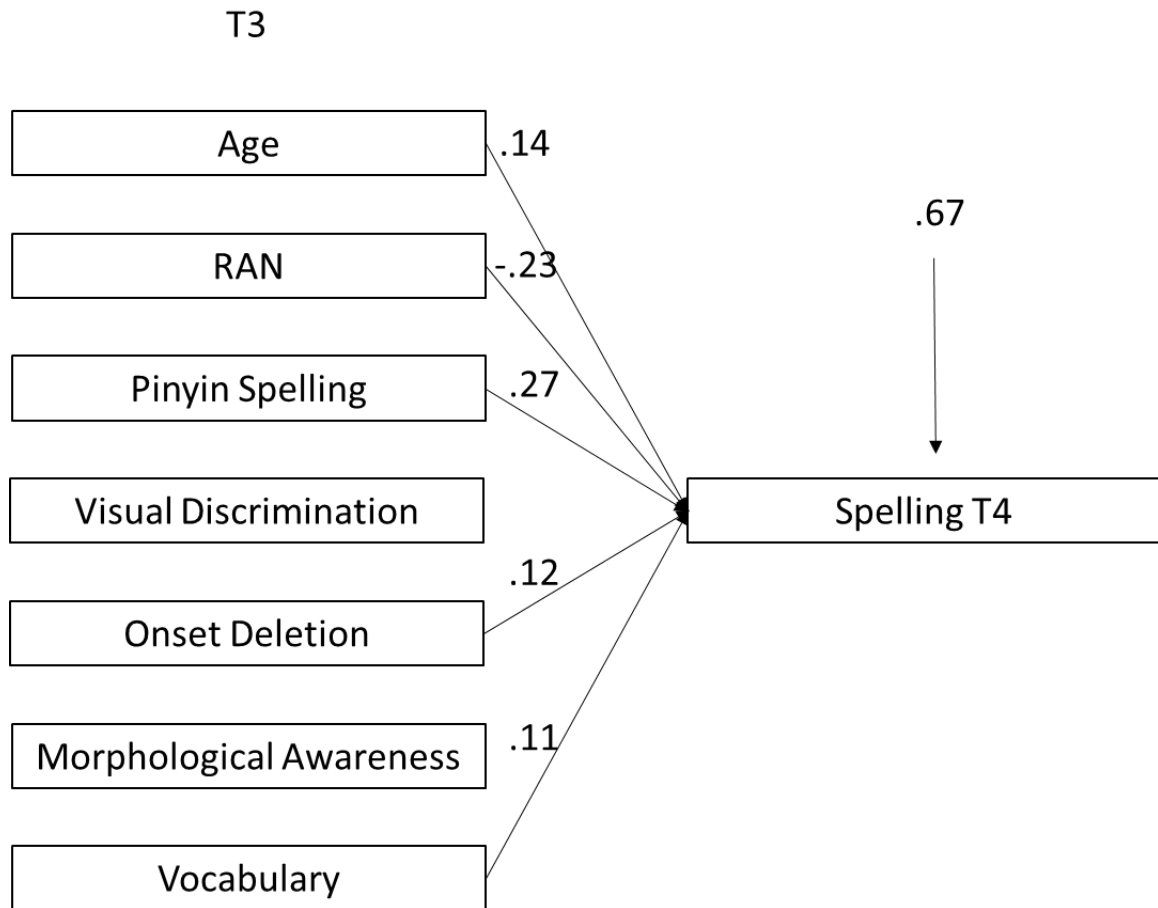 T3
Age
.14
RAN
-.23
.67
Pinyin Spelling
.27
Visual Discrimination
Spelling T4
.12
Onset Deletion
Morphological Awareness
.11
Vocabulary